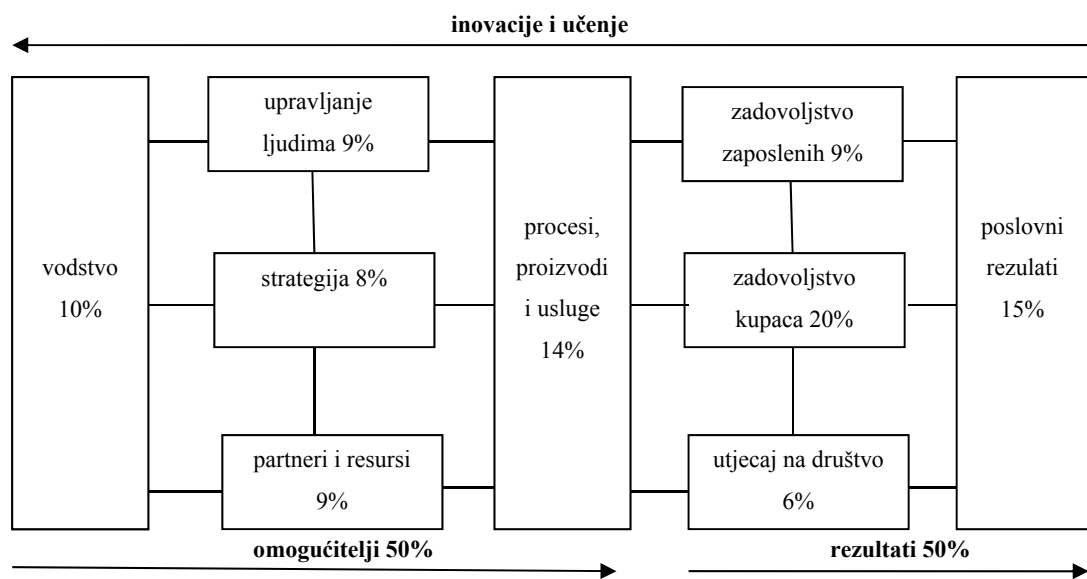 inovacije i učenje
vodstvo
10%
upravljanje
ljudima 9%
strategija 8%
partneri i resursi
9%
procesi,
proizvodi
i usluge
14%
zadovoljstvo
zaposlenih 9%
zadovoljstvo
kupaca 20%
utjecaj na društvo
6%
poslovni
rezulati
15%
omogućitelji 50%
rezultati 50%